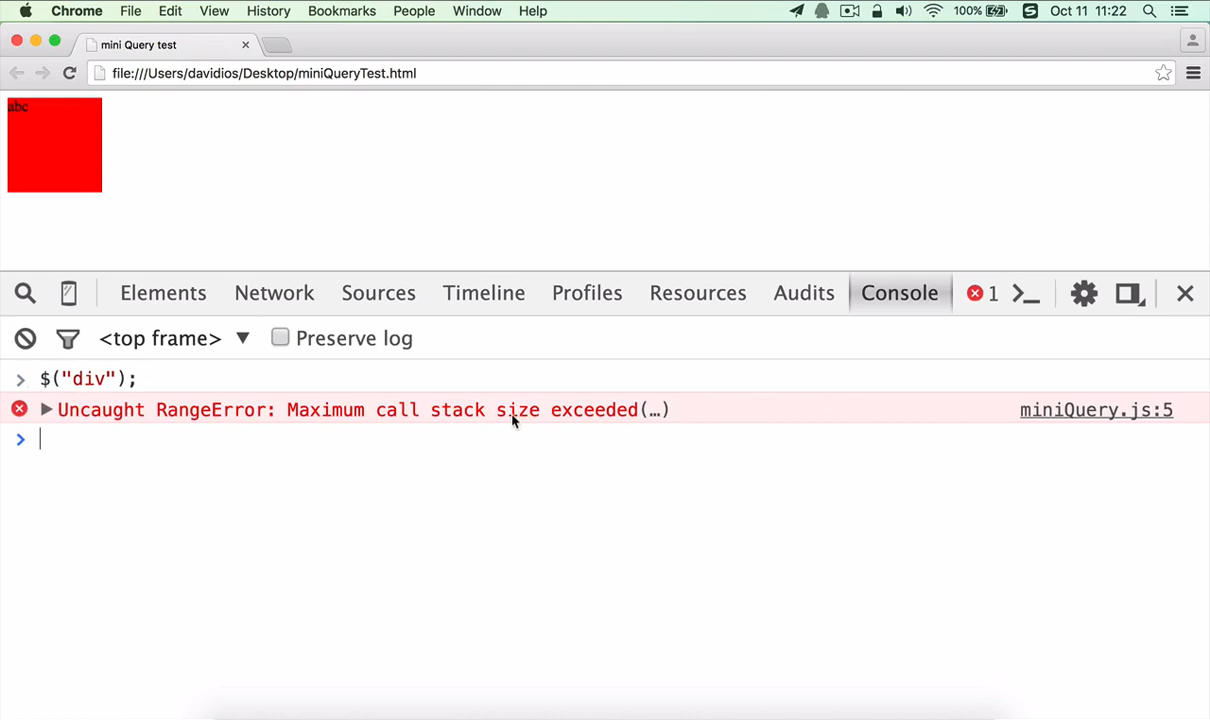 Chrome File Edit View History Bookmarks People Window Help 100% Oct 11 11:22
mini Query test
file:///Users/davidios/Desktop/miniQueryTest.html
abc
Elements Network Sources Timeline Profiles Resources Audits Console 1
<top frame> ▼ Preserve log
> $("div");
Uncaught RangeError: Maximum call stack size exceeded(…) miniQuery.js:5
>